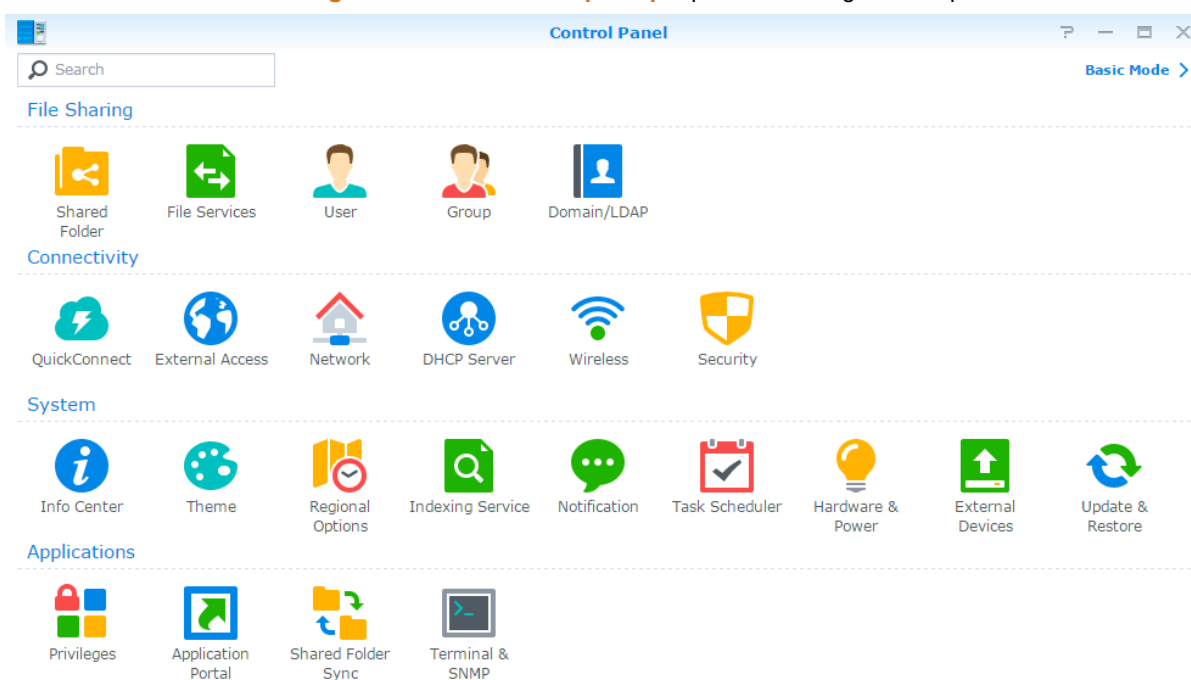 Control Panel
Search
Basic Mode
File Sharing
Shared Folder
File Services
User
Group
Domain/LDAP
Connectivity
QuickConnect
External Access
Network
DHCP Server
Wireless
Security
System
Info Center
Theme
Regional Options
Indexing Service
Notification
Task Scheduler
Hardware & Power
External Devices
Update & Restore
Applications
Privileges
Application Portal
Shared Folder Sync
Terminal & SNMP